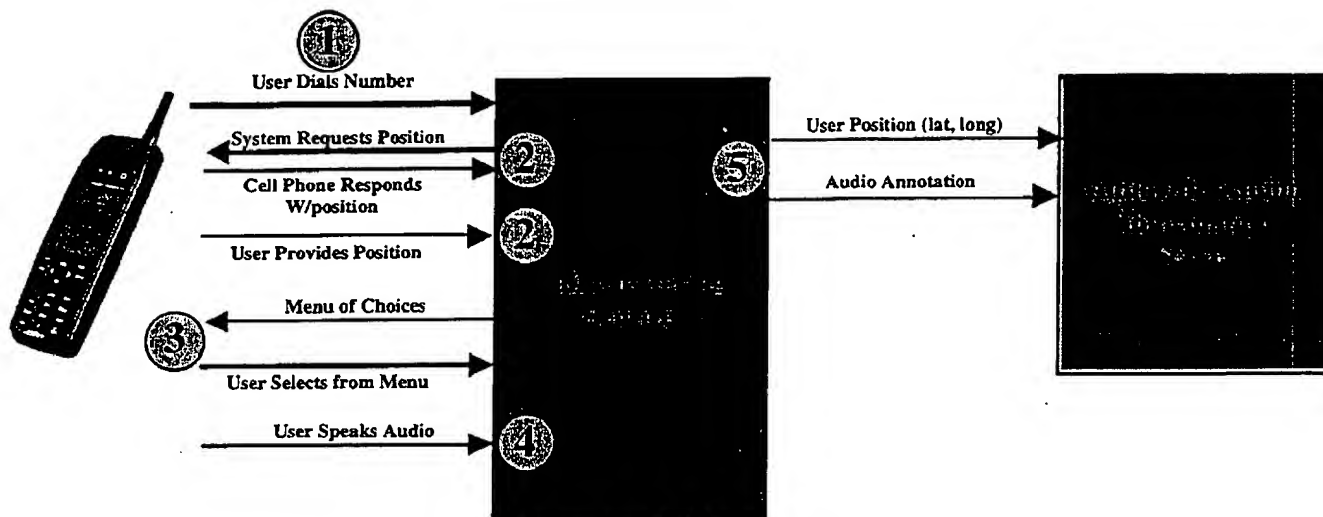 1
User Dials Number
System Requests Position
2
Cell Phone Responds
W/position
2
User Provides Position
Menu of Choices
3
User Selects from Menu
User Speaks Audio
4
5
User Position (lat, long)
Audio Annotation